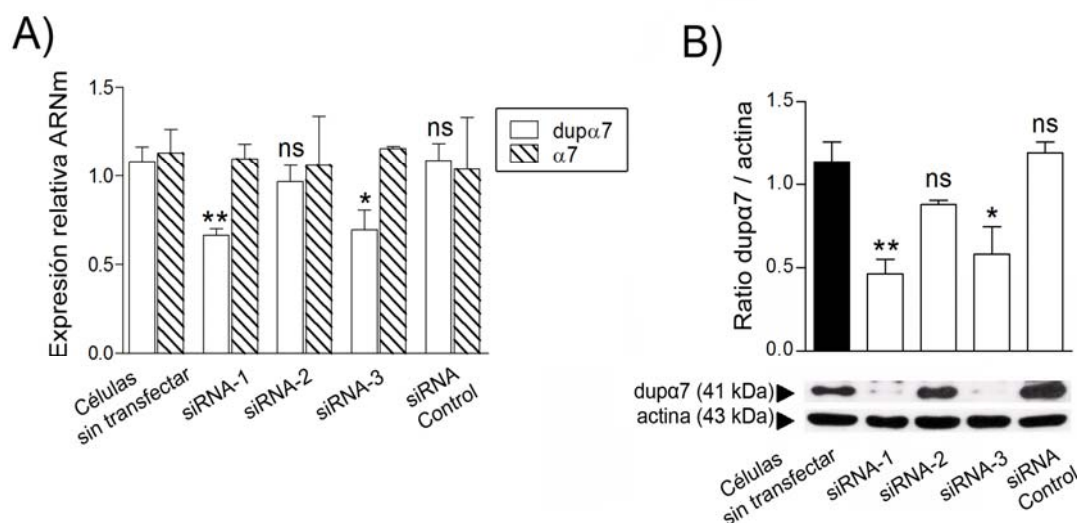 A)
Expresión relativa ARNm
1.5
1.0
0.5
0.0
** ns * ns
dupα7
α7
Células
sin transfectar
siRNA-1
siRNA-2
siRNA-3
siRNA
Control
B)
Ratio dupα7 / actina
1.5
1.0
0.5
0.0
** ns * ns
dupα7 (41 kDa)
actina (43 kDa)
Células
sin transfectar
siRNA-1
siRNA-2
siRNA-3
siRNA
Control